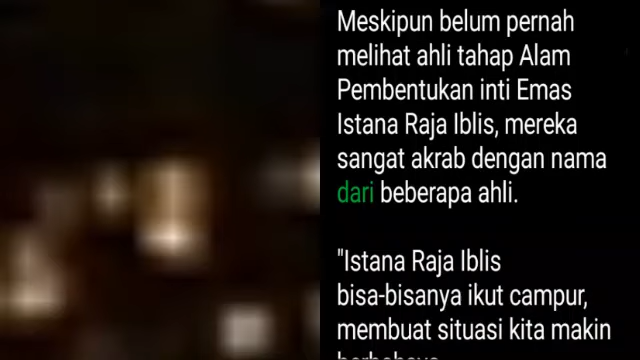 Meskipun belum pernah
melihat ahli tahap Alam
Pembentukan inti Emas
Istana Raja Iblis, mereka
sangat akrab dengan nama
dari beberapa ahli.
"Istana Raja Iblis
bisa-bisanya ikut campur,
membuat situasi kita makin